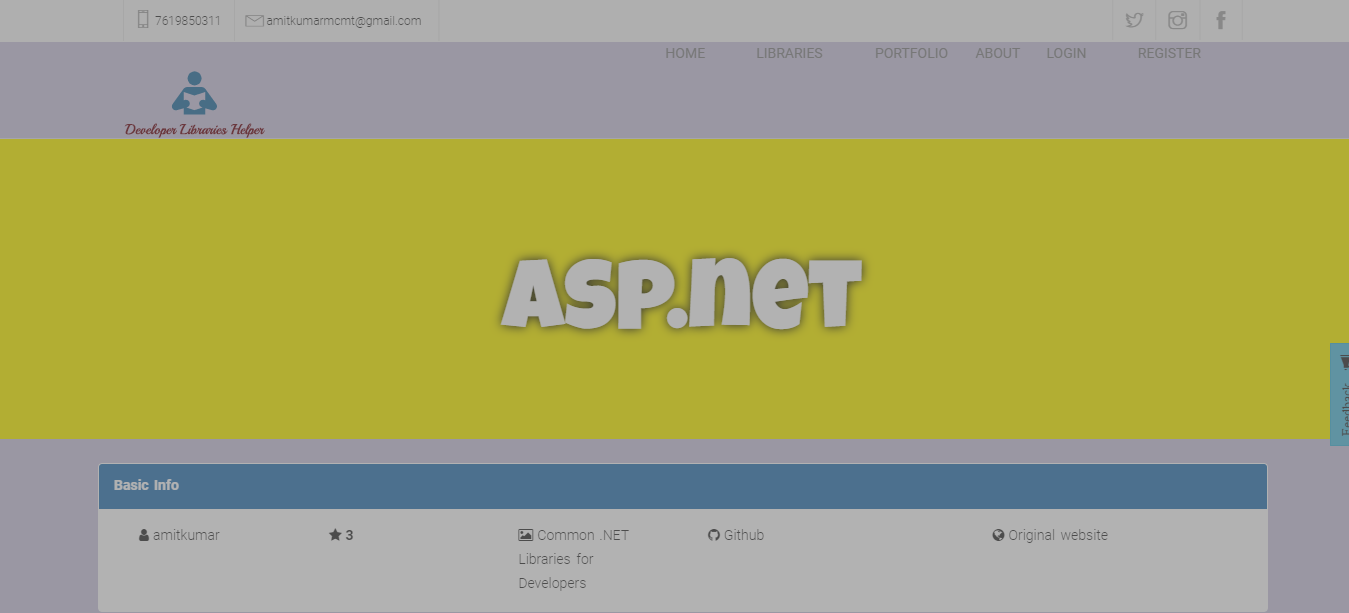 7619850311 amitkumarmcmt@gmail.com
HOME LIBRARIES PORTFOLIO ABOUT LOGIN REGISTER
Developer Libraries Helper
ASP.NET
Feedback
Basic Info
amitkumar 3 Common .NET Github Original website
Libraries for
Developers